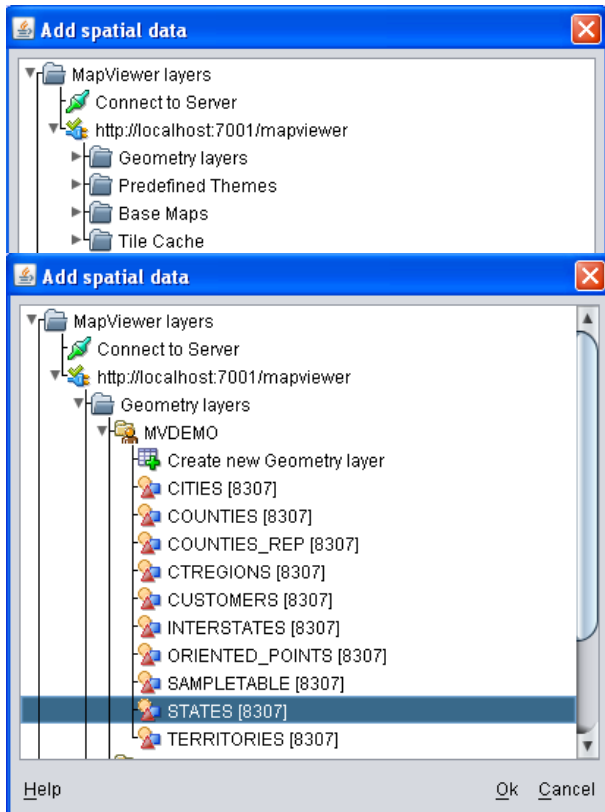 Add spatial data
MapViewer layers
Connect to Server
http://localhost:7001/mapviewer
Geometry layers
Predefined Themes
Base Maps
Tile Cache
Add spatial data
MapViewer layers
Connect to Server
http://localhost:7001/mapviewer
Geometry layers
MVDEMO
Create new Geometry layer
CITIES [8307]
COUNTIES [8307]
COUNTIES_REP [8307]
CTREGIONS [8307]
CUSTOMERS [8307]
INTERSTATES [8307]
ORIENTED_POINTS [8307]
SAMPLETABLE [8307]
STATES [8307]
TERRITORIES [8307]
Help Ok Cancel